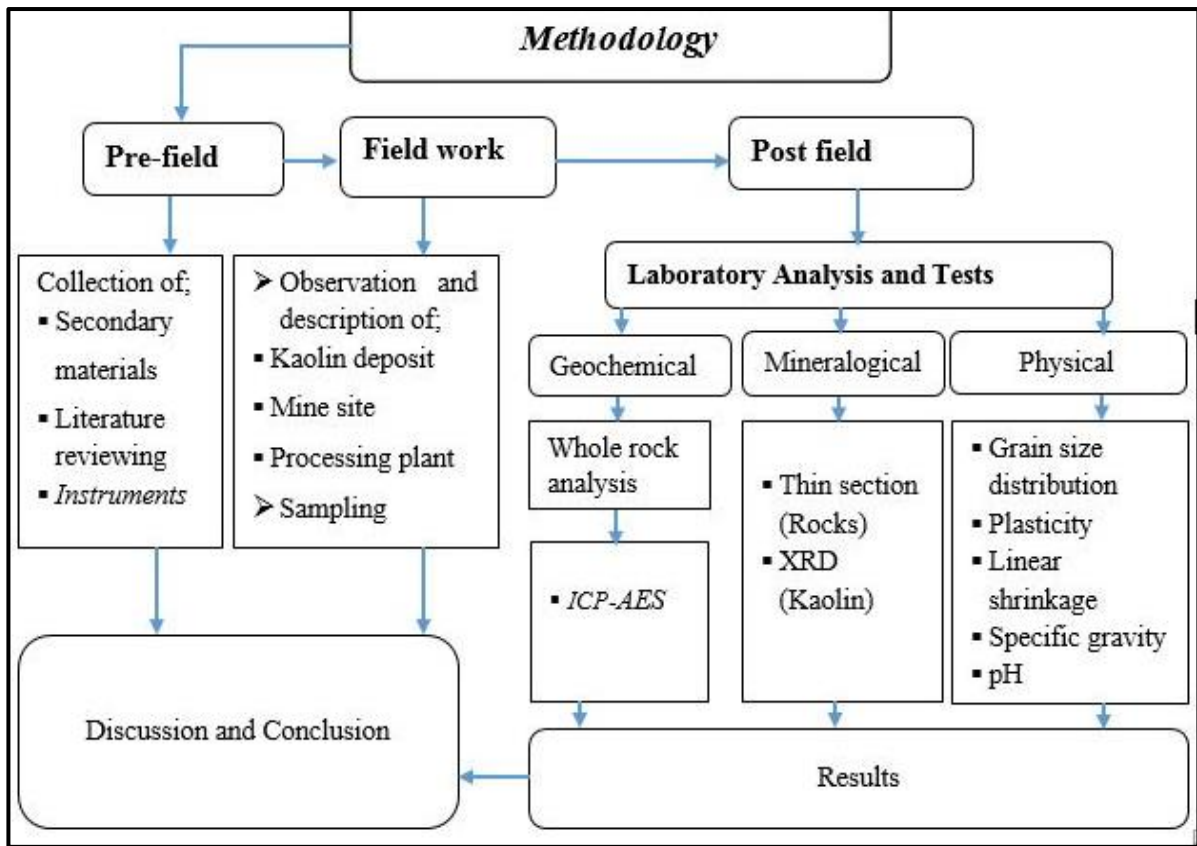 Methodology
Pre-field
Field work
Post field
Collection of;
▪ Secondary
materials
▪ Literature
reviewing
▪ Instruments
➢ Observation and
description of;
▪ Kaolin deposit
▪ Mine site
▪ Processing plant
➢ Sampling
Laboratory Analysis and Tests
Geochemical
Mineralogical
Physical
Whole rock
analysis
▪ ICP-AES
▪ Thin section
(Rocks)
▪ XRD
(Kaolin)
▪ Grain size
distribution
▪ Plasticity
▪ Linear
shrinkage
▪ Specific gravity
▪ pH
Discussion and Conclusion
Results